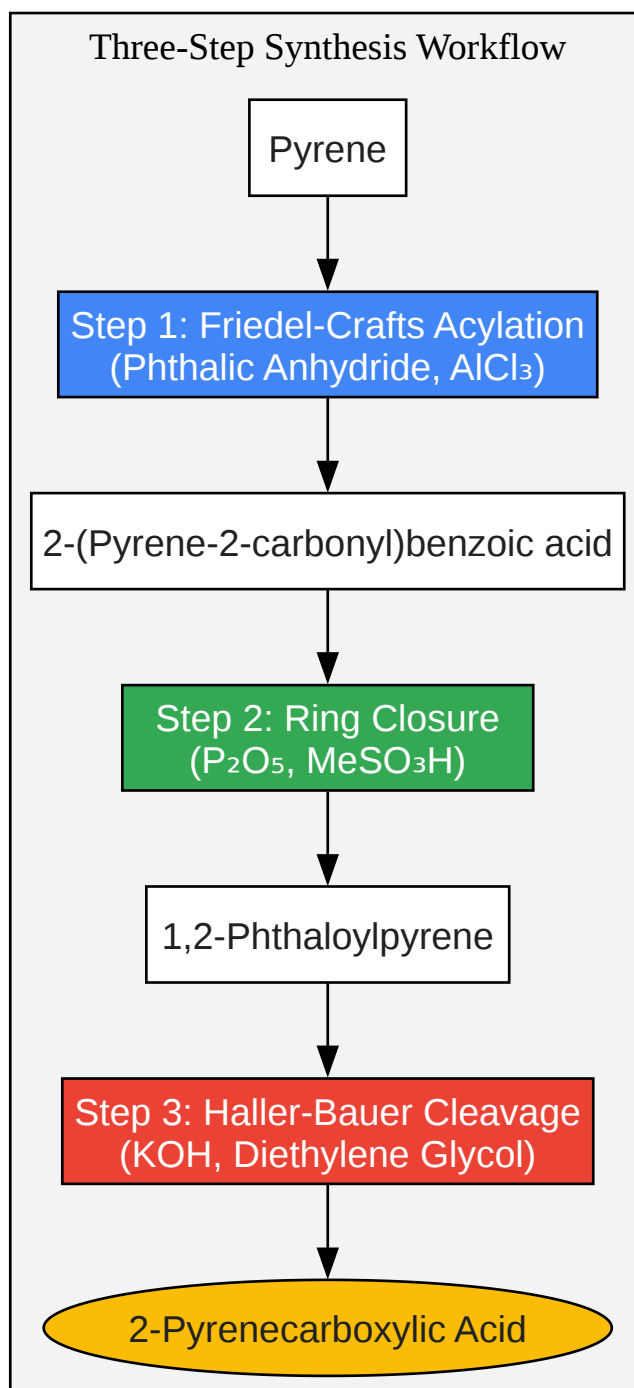 Three-Step Synthesis Workflow
Pyrene
Step 1: Friedel-Crafts Acylation
(Phthalic Anhydride, AlCl₃)
2-(Pyrene-2-carbonyl)benzoic acid
Step 2: Ring Closure
(P₂O₅, MeSO₃H)
1,2-Phthaloylpyrene
Step 3: Haller-Bauer Cleavage
(KOH, Diethylene Glycol)
2-Pyrenecarboxylic Acid